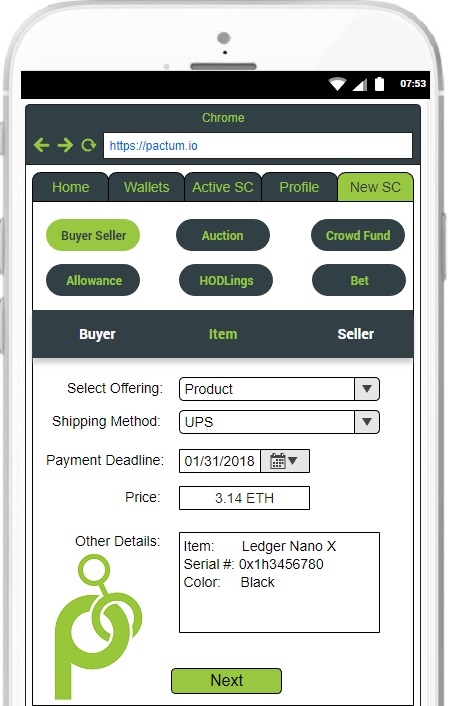 07:53
Chrome
https://pactum.io
Home Wallets Active SC Profile New SC
Buyer Seller Auction Crowd Fund
Allowance HODLings Bet
Buyer Item Seller
Select Offering: Product
Shipping Method: UPS
Payment Deadline: 01/31/2018
Price: 3.14 ETH
Other Details:
Item: Ledger Nano X
Serial #: 0x1h3456780
Color: Black
Next